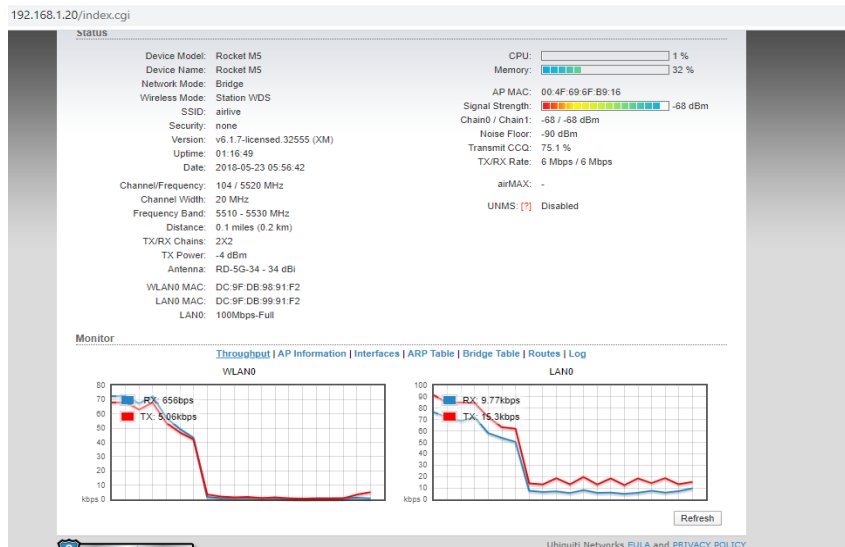 192.168.1.20/index.cgi
Status
Device Model: Rocket M5
Device Name: Rocket M5
Network Mode: Bridge
Wireless Mode: Station WDS
SSID: airlive
Security: none
Version: v6.1.7-licensed.32555 (XM)
Uptime: 01:16:49
Date: 2018-05-23 05:56:42
Channel/Frequency: 104 / 5520 MHz
Channel Width: 20 MHz
Frequency Band: 5510 - 5530 MHz
Distance: 0.1 miles (0.2 km)
TX/RX Chains: 2X2
TX Power: -4 dBm
Antenna: RD-5G-34 - 34 dBi
WLAN0 MAC: DC:9F:DB:98:91:F2
LAN0 MAC: DC:9F:DB:99:91:F2
LAN0: 100Mbps-Full
CPU: 1 %
Memory: 32 %
AP MAC: 00:4F:69:6F:B9:16
Signal Strength: -68 dBm
Chain0 / Chain1: -68 / -68 dBm
Noise Floor: -90 dBm
Transmit CCQ: 75.1 %
TX/RX Rate: 6 Mbps / 6 Mbps
airMAX: -
UNMS: [?] Disabled
Monitor
Throughput | AP Information | Interfaces | ARP Table | Bridge Table | Routes | Log
WLAN0
80
70
60
50
40
30
20
10
kbps 0
RX: 656bps
TX: 5.06kbps
LAN0
100
90
80
70
60
50
40
30
20
10
kbps 0
RX: 9.77kbps
TX: 15.3kbps
Refresh
Ubiquiti Networks EULA and PRIVACY POLICY